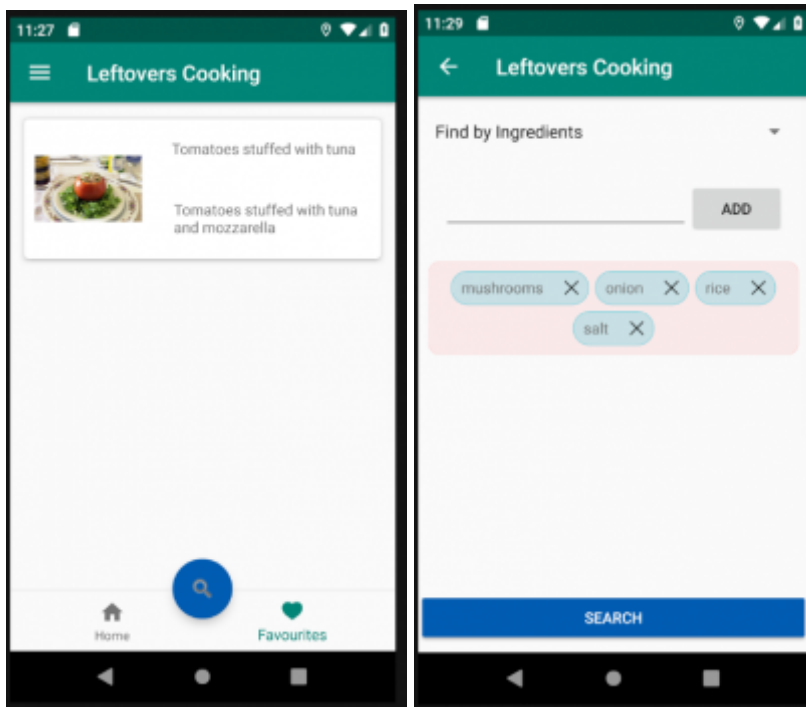 11:27
Leftovers Cooking
Tomatoes stuffed with tuna
Tomatoes stuffed with tuna
and mozzarella
Home
Favourites
11:29
Leftovers Cooking
Find by Ingredients
ADD
mushrooms
onion
rice
salt
SEARCH